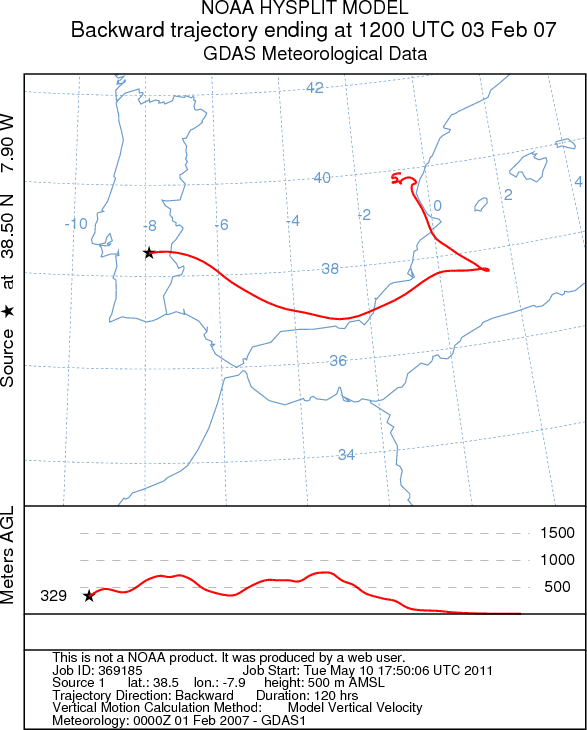 NOAA HYSPLIT MODEL
Backward trajectory ending at 1200 UTC 03 Feb 07
GDAS Meteorological Data
Source ★ at 38.50 N 7.90 W
42
40
-10
-8
-6
-4
-2
0
2
4
38
36
34
Meters AGL
1500
1000
500
329
This is not a NOAA product. It was produced by a web user.
Job ID: 369185 Job Start: Tue May 10 17:50:06 UTC 2011
Source 1 lat.: 38.5 lon.: -7.9 height: 500 m AMSL
Trajectory Direction: Backward Duration: 120 hrs
Vertical Motion Calculation Method: Model Vertical Velocity
Meteorology: 0000Z 01 Feb 2007 - GDAS1